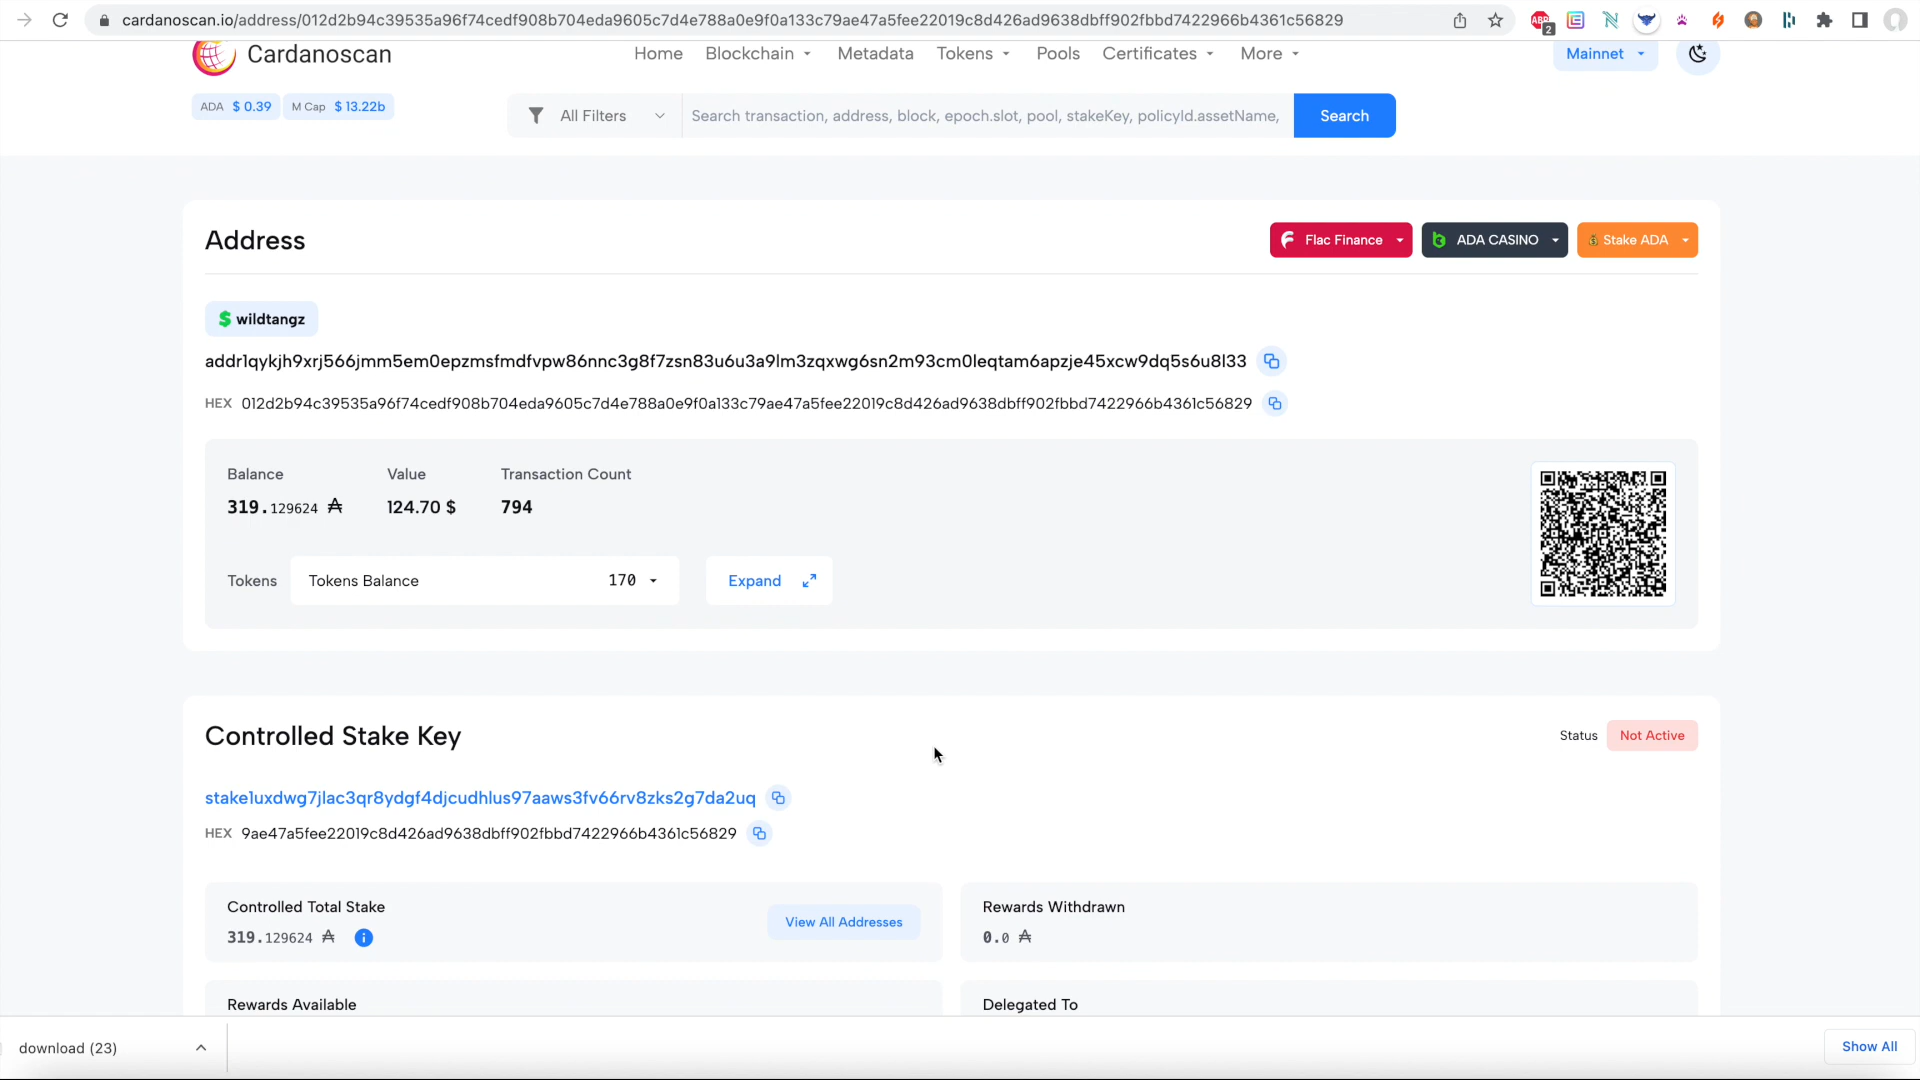 cardanoscan.io/address/012d2b94c39535a96f74cedf908b704eda9605c7d4e788a0e9f0a133c79ae47a5fee22019c8d426ad9638dbff902fbbd7422966b4361c56829
ABP
2
Cardanoscan
Home Blockchain Metadata Tokens Pools Certificates More
Mainnet
ADA $ 0.39 M Cap $ 13.22b
All Filters
Search transaction, address, block, epoch.slot, pool, stakeKey, policyId.assetName,
Search
Address
Flac Finance ADA CASINO Stake ADA
$ wildtangz
addr1qykjh9xrj566jmm5em0epzmsfmdfvpw86nnc3g8f7zsn83u6u3a9lm3zqxwg6sn2m93cm0leqtam6apzje45xcw9dq5s6u8l33
HEX 012d2b94c39535a96f74cedf908b704eda9605c7d4e788a0e9f0a133c79ae47a5fee22019c8d426ad9638dbff902fbbd7422966b4361c56829
Balance Value Transaction Count
319.129624 ₳ 124.70 $ 794
Tokens Tokens Balance 170 Expand
Controlled Stake Key
Status Not Active
stake1uxdwg7jlac3qr8ydgf4djcudhlus97aaws3fv66rv8zks2g7da2uq
HEX 9ae47a5fee22019c8d426ad9638dbff902fbbd7422966b4361c56829
Controlled Total Stake
319.129624 ₳
View All Addresses
Rewards Withdrawn
0.0 ₳
Rewards Available
Delegated To
download (23)
Show All